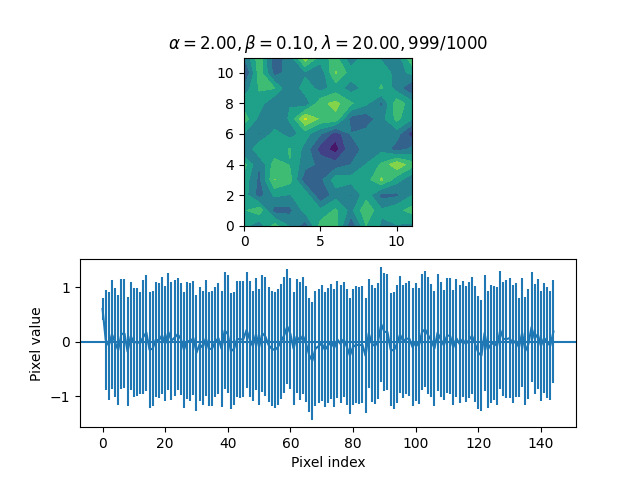 α = 2.00, β = 0.10, λ = 20.00, 999/1000
10
8
6
4
2
0
0 5 10
1
0
−1
Pixel value
0 20 40 60 80 100 120 140
Pixel index